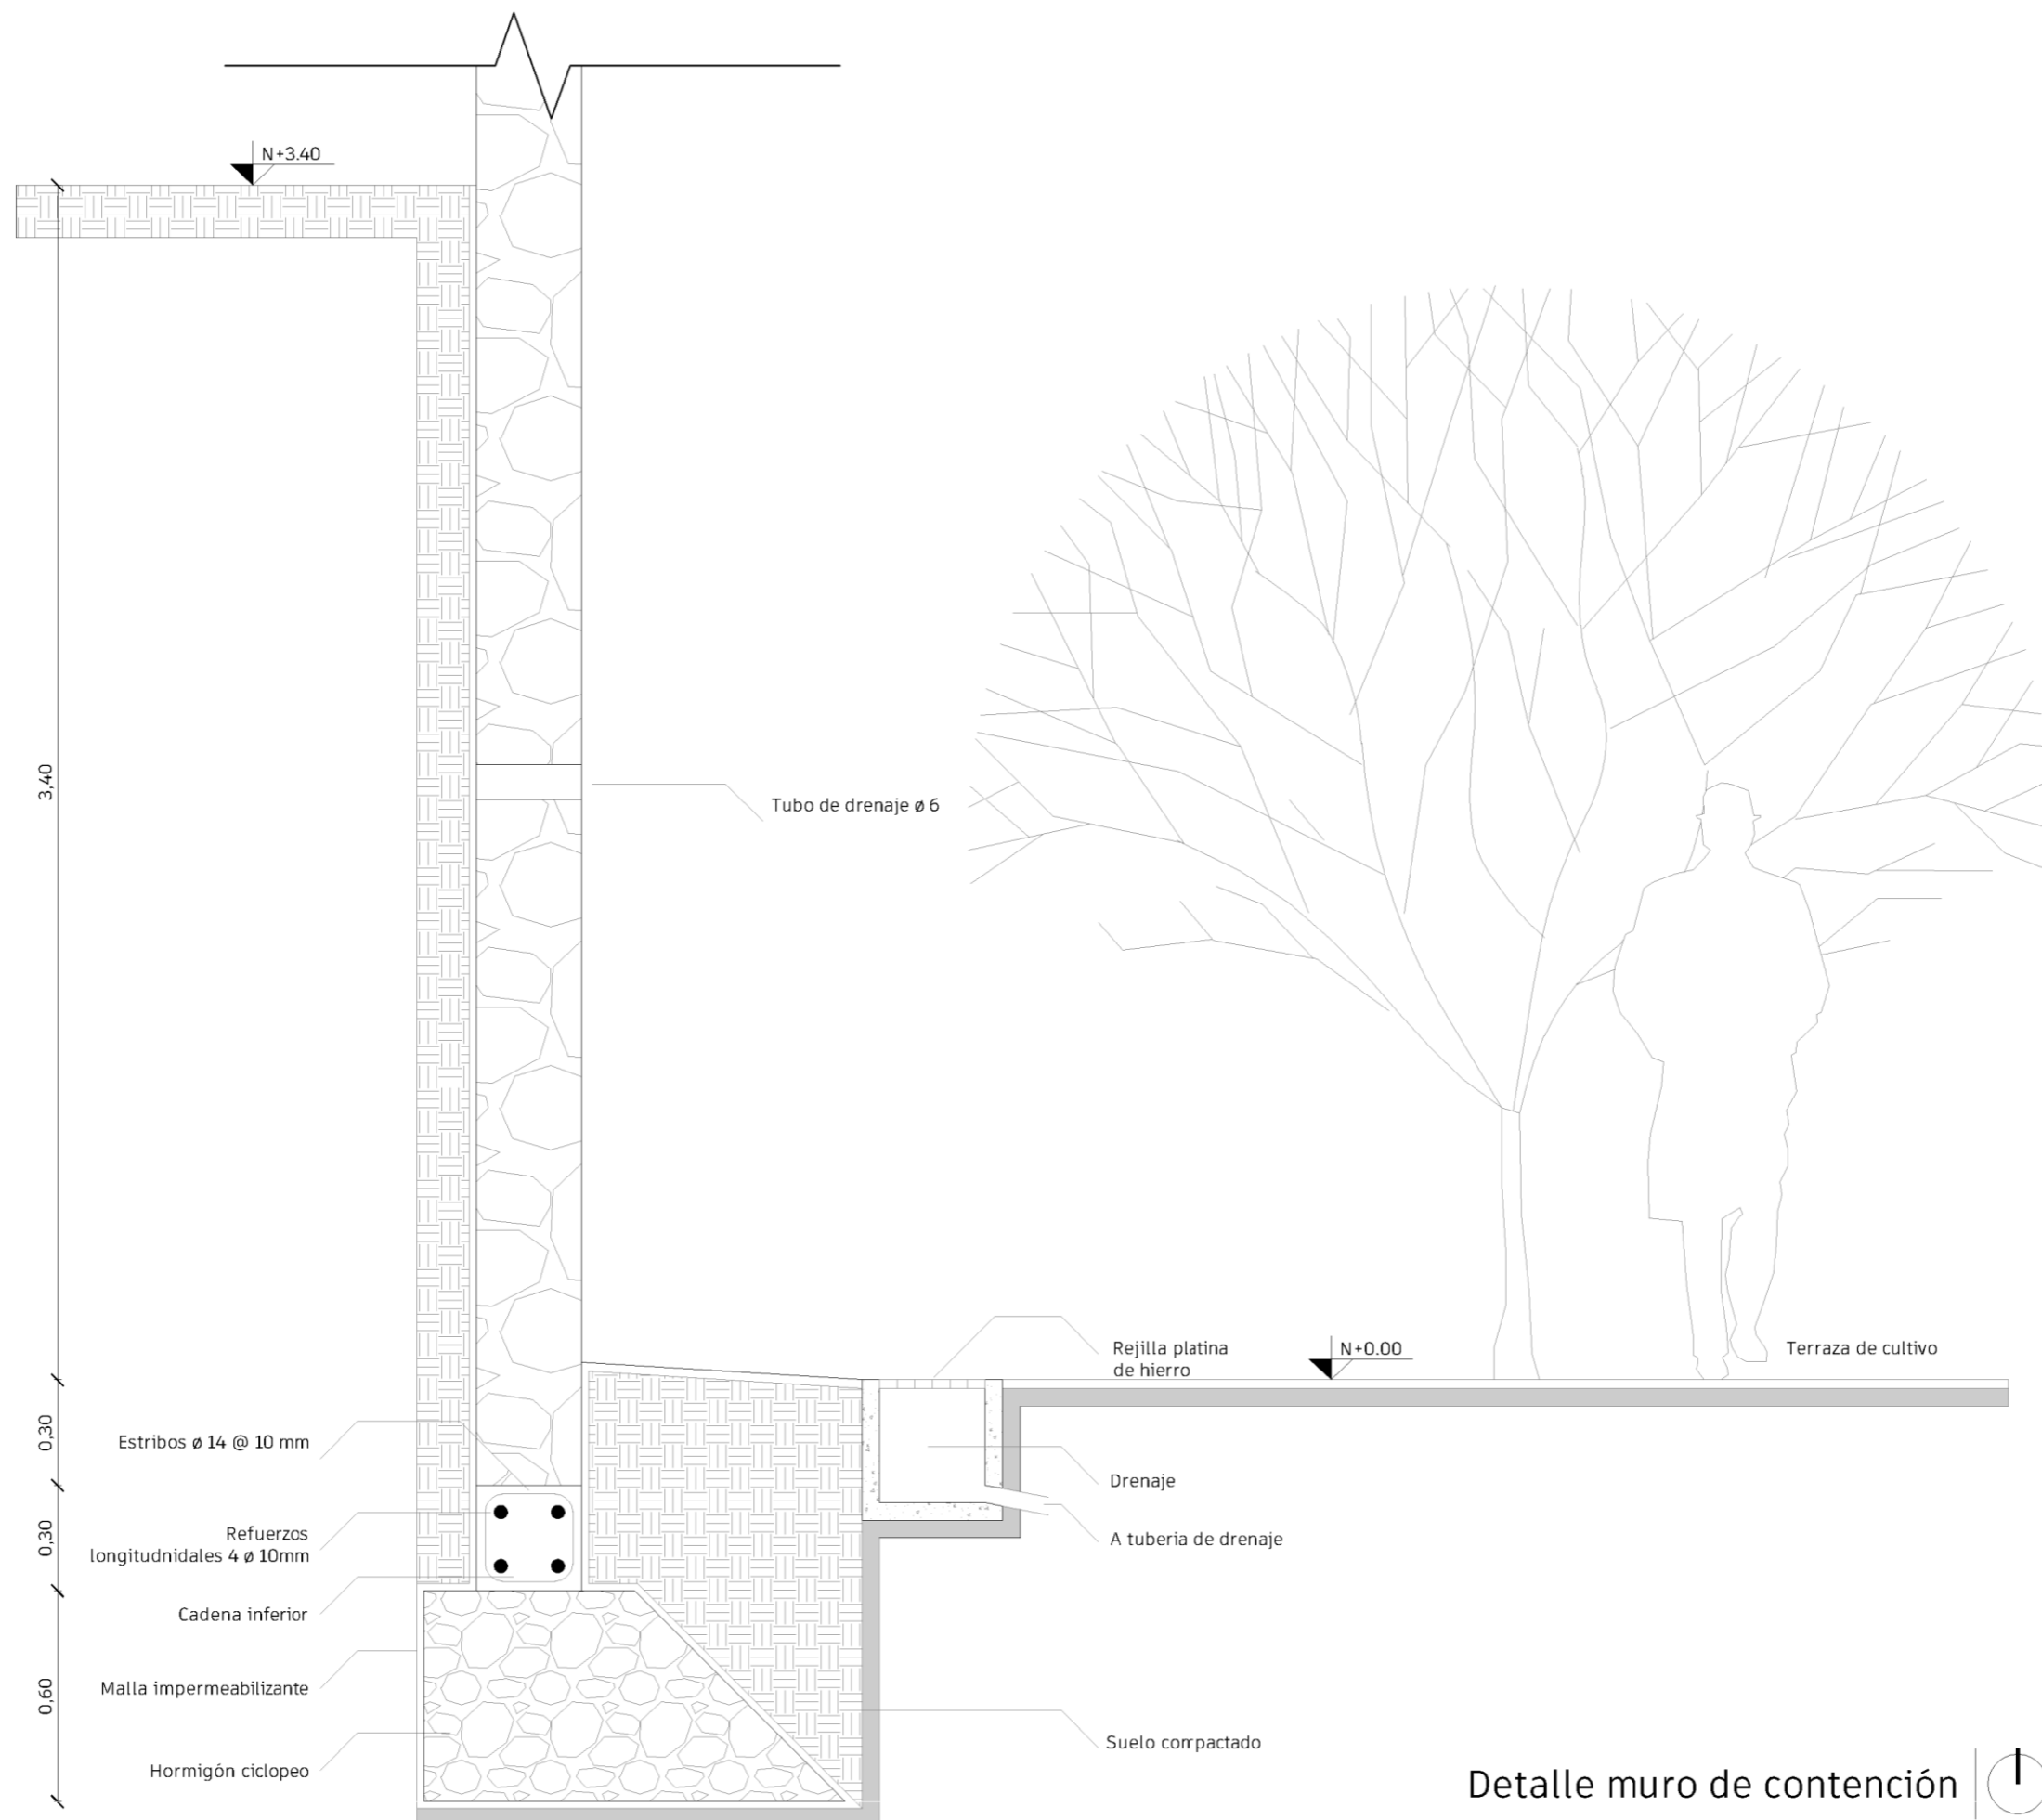 N+3.40
3,40
Tubo de drenaje ø 6
Rejilla platina
de hierro
N+0.00
Terraza de cultivo
0,30
Estribos ø 14 @ 10 mm
Drenaje
0,30
Refuerzos
longitudnidales 4 ø 10mm
A tuberia de drenaje
Cadena inferior
0,60
Malla impermeabilizante
Suelo compactado
Hormigón ciclopeo
Detalle muro de contención